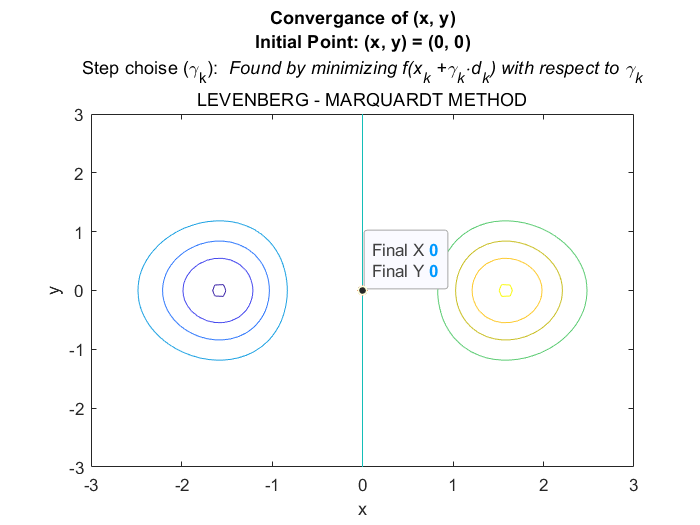 Convergance of (x, y)
Initial Point: (x, y) = (0, 0)
Step choise (γk): Found by minimizing f(xk +γk·dk) with respect to γk
LEVENBERG - MARQUARDT METHOD
3
2
1
0
-1
-2
-3
y
Final X 0
Final Y 0
-3 -2 -1 0 1 2 3
x